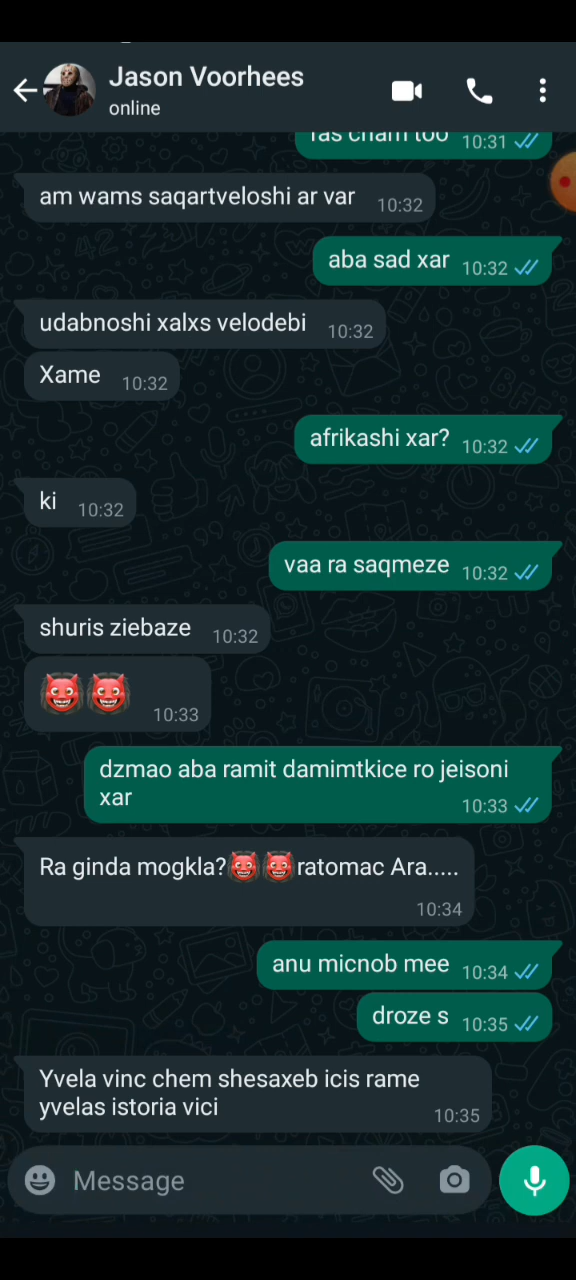 Jason Voorhees
online
ras cham too 10:31
am wams saqartveloshi ar var 10:32
aba sad xar 10:32
udabnoshi xalxs velodebi 10:32
Xame 10:32
afrikashi xar? 10:32
ki 10:32
vaa ra saqmeze 10:32
shuris ziebaze 10:32
👹👹 10:33
dzmao aba ramit damimtkice ro jeisoni
xar 10:33
Ra ginda mogkla?👹👹ratomac Ara.....
10:34
anu micnob mee 10:34
droze s 10:35
Yvela vinc chem shesaxeb icis rame
yvelas istoria vici 10:35
Message